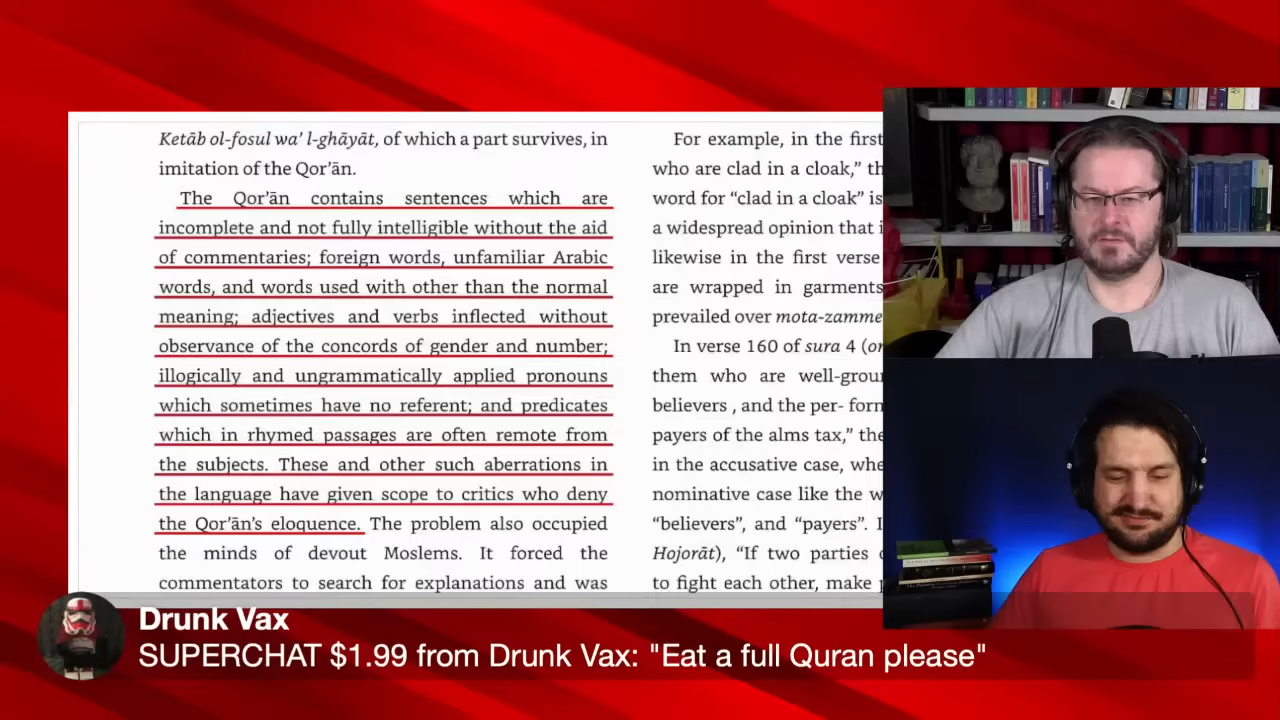 Ketāb ol-fosul wa' l-ghāyāt, of which a part survives, in
imitation of the Qor'ān.
The Qor'ān contains sentences which are
incomplete and not fully intelligible without the aid
of commentaries; foreign words, unfamiliar Arabic
words, and words used with other than the normal
meaning; adjectives and verbs inflected without
observance of the concords of gender and number;
illogically and ungrammatically applied pronouns
which sometimes have no referent; and predicates
which in rhymed passages are often remote from
the subjects. These and other such aberrations in
the language have given scope to critics who deny
the Qor'ān's eloquence. The problem also occupied
the minds of devout Moslems. It forced the
commentators to search for explanations and was
For example, in the first
who are clad in a cloak," th
word for "clad in a cloak" is
a widespread opinion that i
likewise in the first verse
are wrapped in garments
prevailed over mota-zamme
In verse 160 of sura 4 (or
them who are well-groun
believers , and the per- form
payers of the alms tax," the
in the accusative case, whe
nominative case like the w
"believers", and "payers". I
Hojorāt), "If two parties o
to fight each other, make p
Drunk Vax
SUPERCHAT $1.99 from Drunk Vax: "Eat a full Quran please"